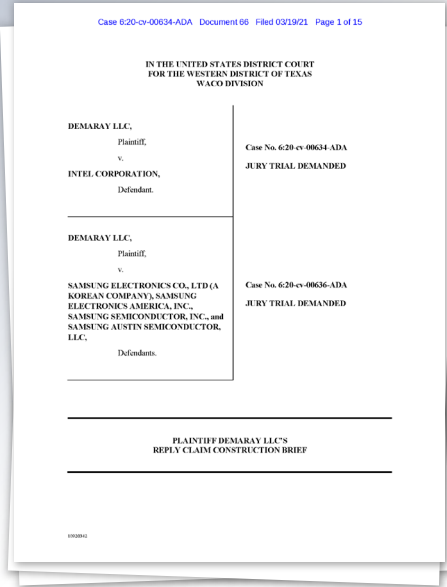 Case 6:20-cv-00634-ADA Document 66 Filed 03/19/21 Page 1 of 15
IN THE UNITED STATES DISTRICT COURT
FOR THE WESTERN DISTRICT OF TEXAS
WACO DIVISION
DEMARAY LLC,
Plaintiff,
v.
INTEL CORPORATION,
Defendant.
Case No. 6:20-cv-00634-ADA
JURY TRIAL DEMANDED
DEMARAY LLC,
Plaintiff,
v.
SAMSUNG ELECTRONICS CO., LTD (A
KOREAN COMPANY), SAMSUNG
ELECTRONICS AMERICA, INC.,
SAMSUNG SEMICONDUCTOR, INC., and
SAMSUNG AUSTIN SEMICONDUCTOR,
LLC,
Defendants.
Case No. 6:20-cv-00636-ADA
JURY TRIAL DEMANDED
PLAINTIFF DEMARAY LLC'S
REPLY CLAIM CONSTRUCTION BRIEF